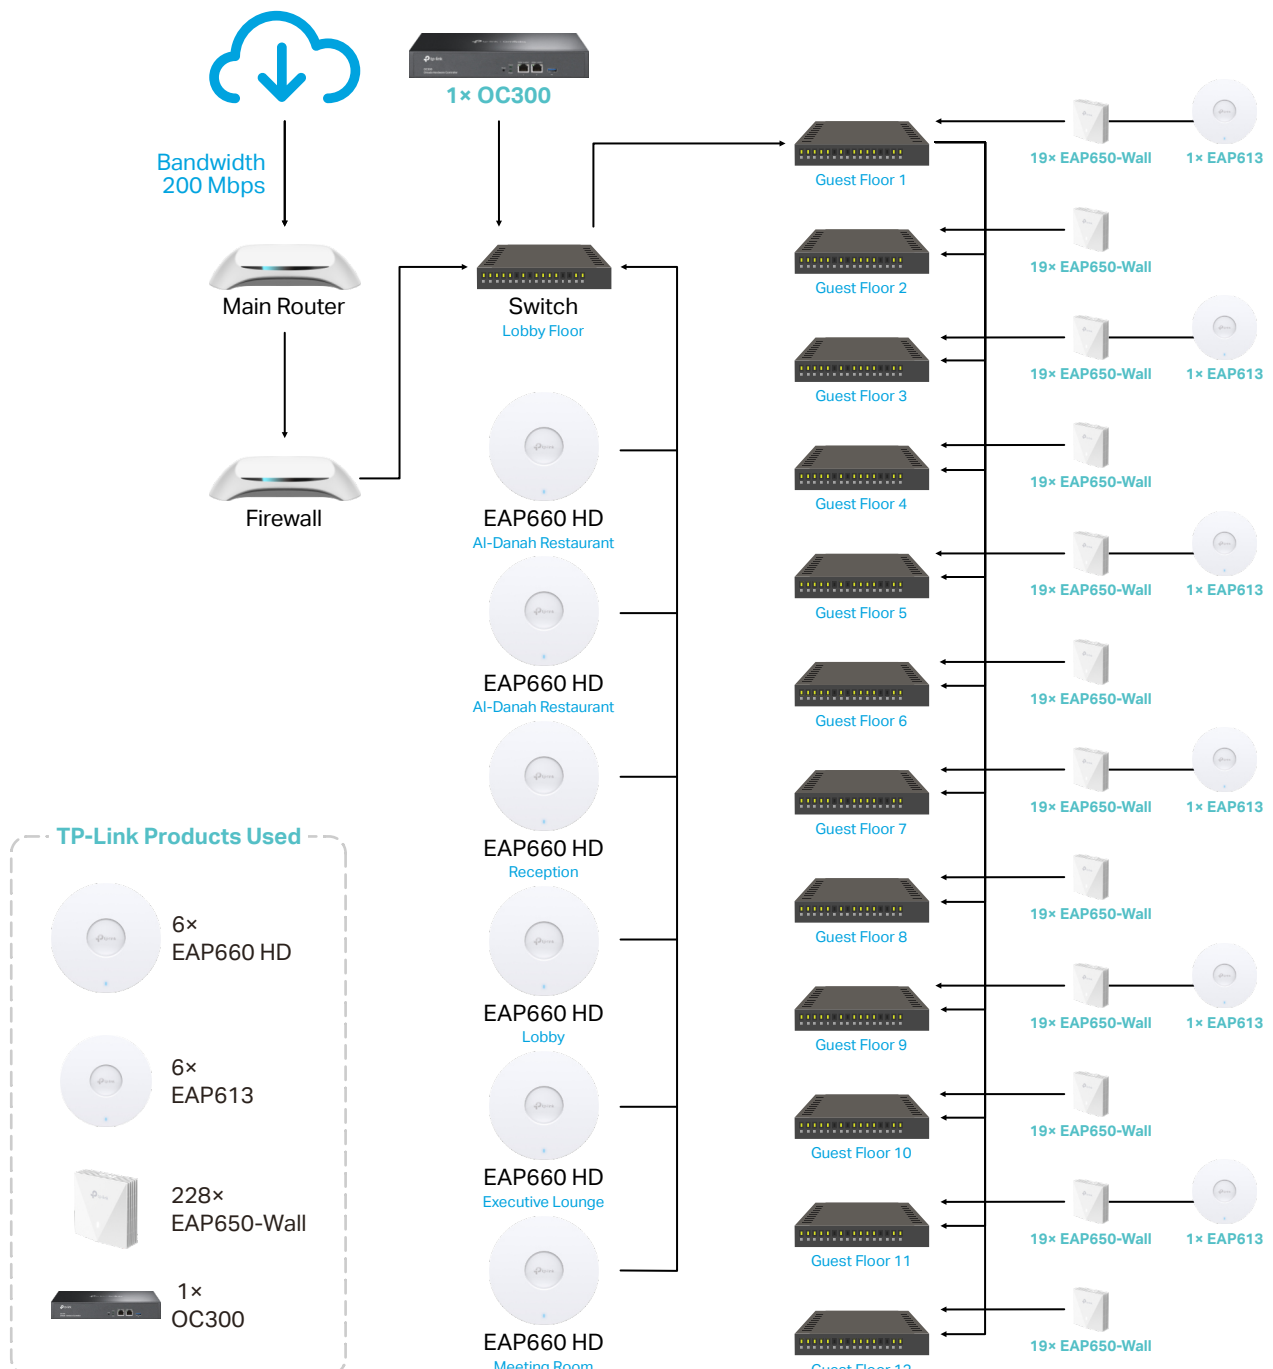 1× OC300
Bandwidth
200 Mbps
Main Router
Firewall
Switch
Lobby Floor
EAP660 HD
Al-Danah Restaurant
EAP660 HD
Al-Danah Restaurant
EAP660 HD
Reception
EAP660 HD
Lobby
EAP660 HD
Executive Lounge
EAP660 HD
Meeting Room
Guest Floor 1
19× EAP650-Wall
1× EAP613
Guest Floor 2
19× EAP650-Wall
Guest Floor 3
19× EAP650-Wall
1× EAP613
Guest Floor 4
19× EAP650-Wall
Guest Floor 5
19× EAP650-Wall
1× EAP613
Guest Floor 6
19× EAP650-Wall
Guest Floor 7
19× EAP650-Wall
1× EAP613
Guest Floor 8
19× EAP650-Wall
Guest Floor 9
19× EAP650-Wall
1× EAP613
Guest Floor 10
19× EAP650-Wall
Guest Floor 11
19× EAP650-Wall
1× EAP613
Guest Floor 12
19× EAP650-Wall
TP-Link Products Used
6×
EAP660 HD
6×
EAP613
228×
EAP650-Wall
1×
OC300